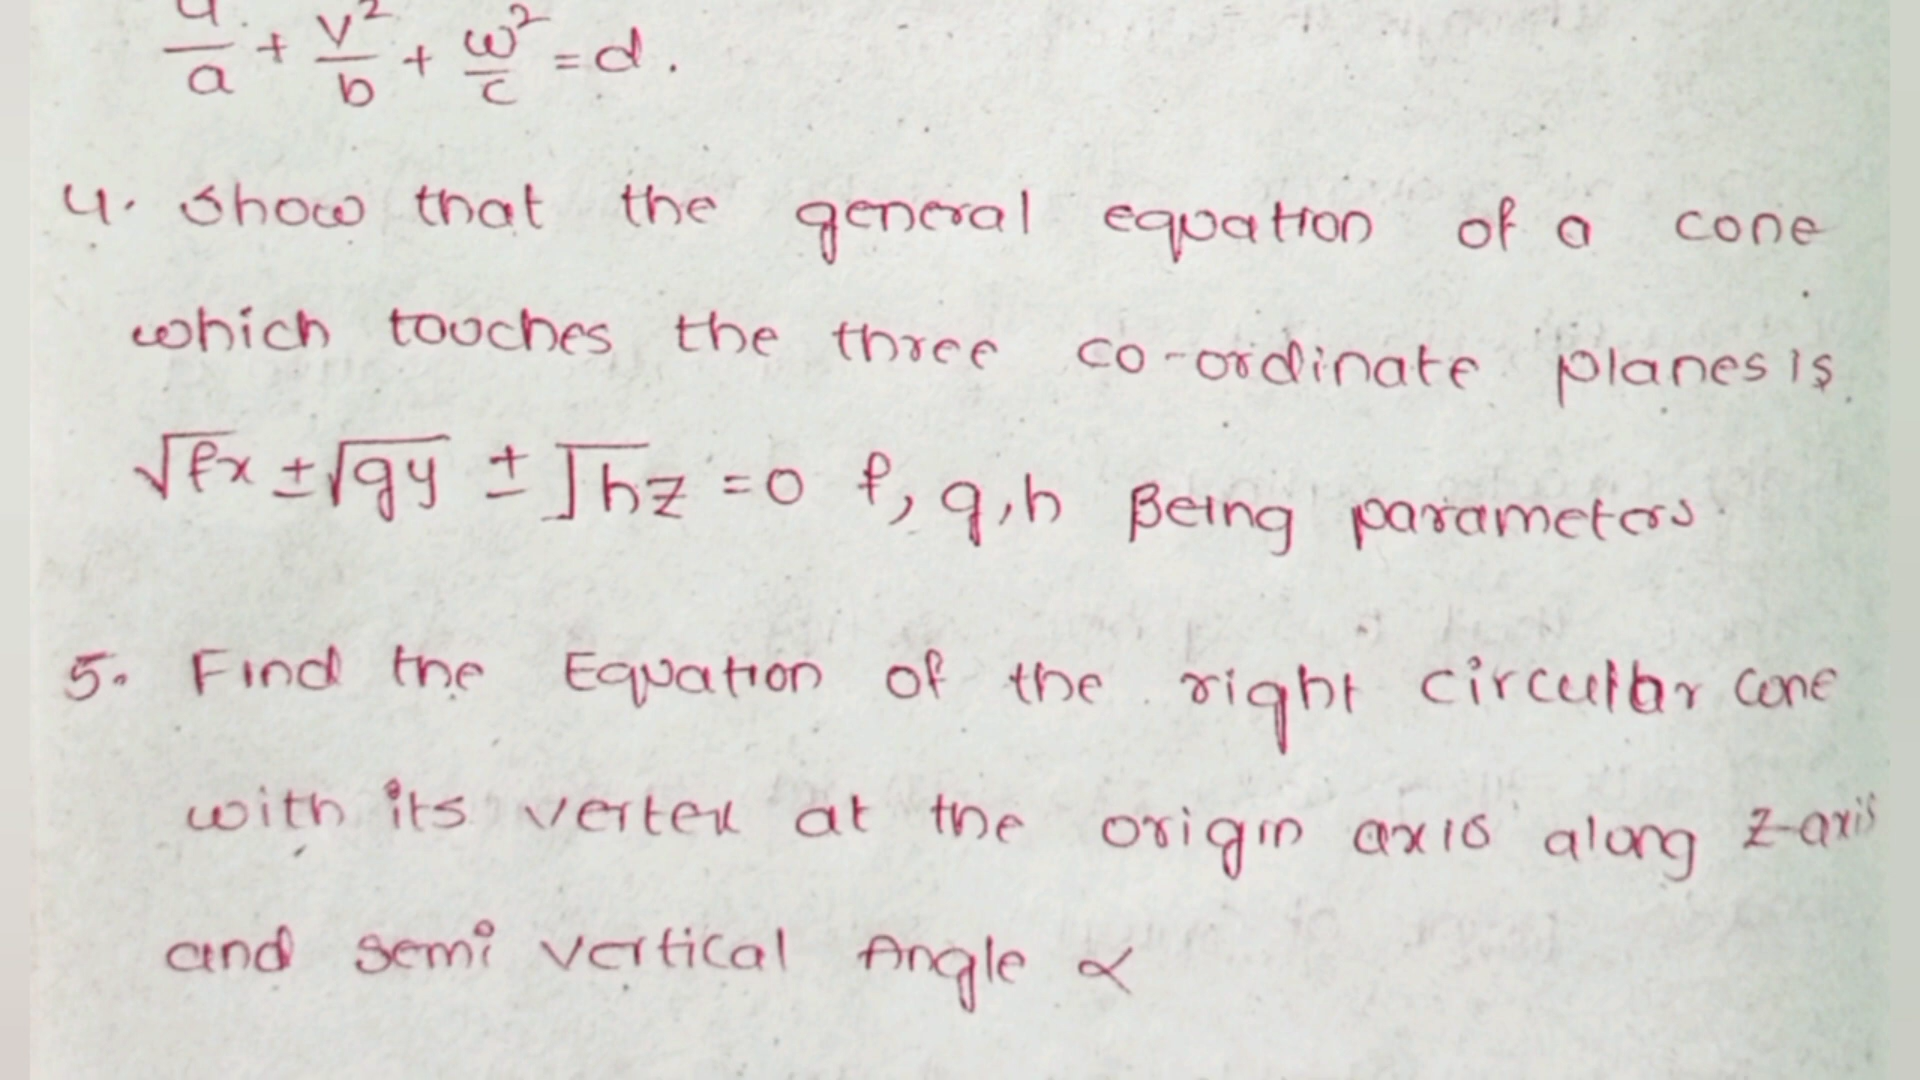 u/a + v²/b + w²/c = d.
4. Show that the general equation of a cone
which touches the three co-ordinate planes is
√fx ± √gy ± √hz = 0 f, g, h Being parameters
5. Find the Equation of the right circular cone
with its vertex at the origin axis along z-axis
and semi vertical Angle α